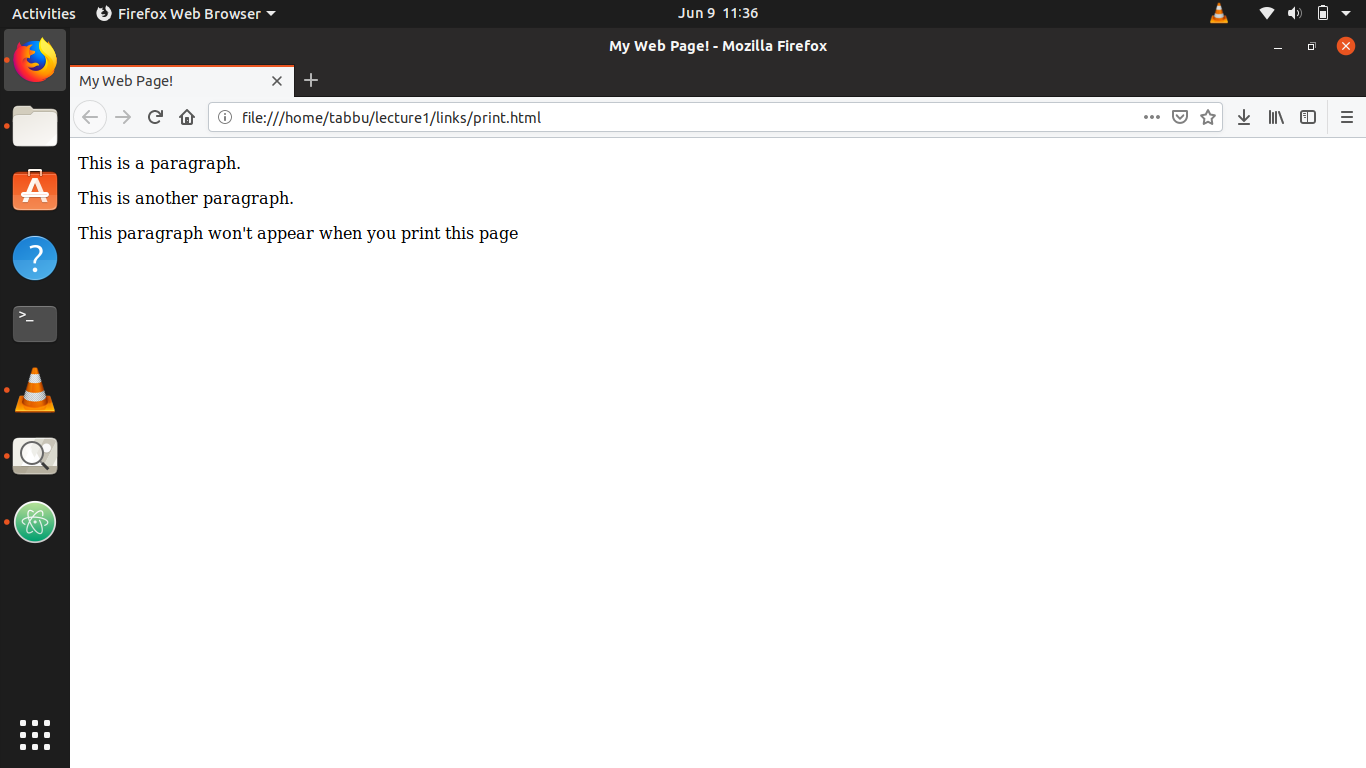 Activities Firefox Web Browser Jun 9 11:36
My Web Page! - Mozilla Firefox
My Web Page!
file:///home/tabbu/lecture1/links/print.html
This is a paragraph.
This is another paragraph.
This paragraph won't appear when you print this page